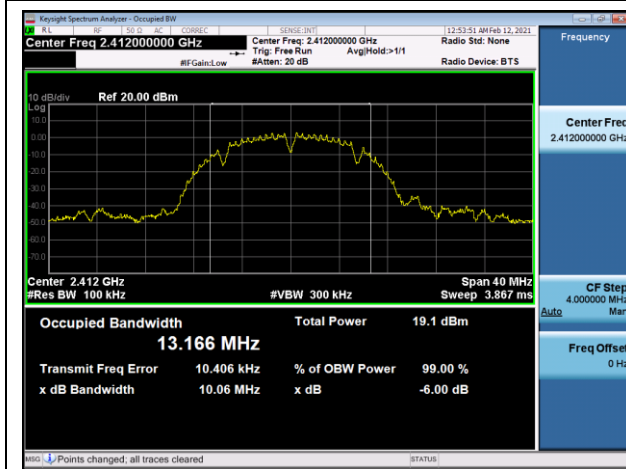 Keysight Spectrum Analyzer - Occupied BW
RL RF 50 Ω AC CORREC SENSE:INT 12:53:51 AM Feb 12, 2021
Center Freq 2.412000000 GHz Center Freq: 2.412000000 GHz Radio Std: None
Trig: Free Run Avg|Hold:>1/1
#IFGain:Low #Atten: 20 dB Radio Device: BTS
Frequency
10 dB/div Ref 20.00 dBm
Log
10.0
0.00
-10.0
-20.0
-30.0
-40.0
-50.0
-60.0
-70.0
Center Freq
2.412000000 GHz
Center 2.412 GHz Span 40 MHz
#Res BW 100 kHz #VBW 300 kHz Sweep 3.867 ms
CF Step
4.000000 MHz
Auto Man
Occupied Bandwidth Total Power 19.1 dBm
13.166 MHz
Transmit Freq Error 10.406 kHz % of OBW Power 99.00 %
x dB Bandwidth 10.06 MHz x dB -6.00 dB
Freq Offset
0 Hz
MSG Points changed; all traces cleared STATUS